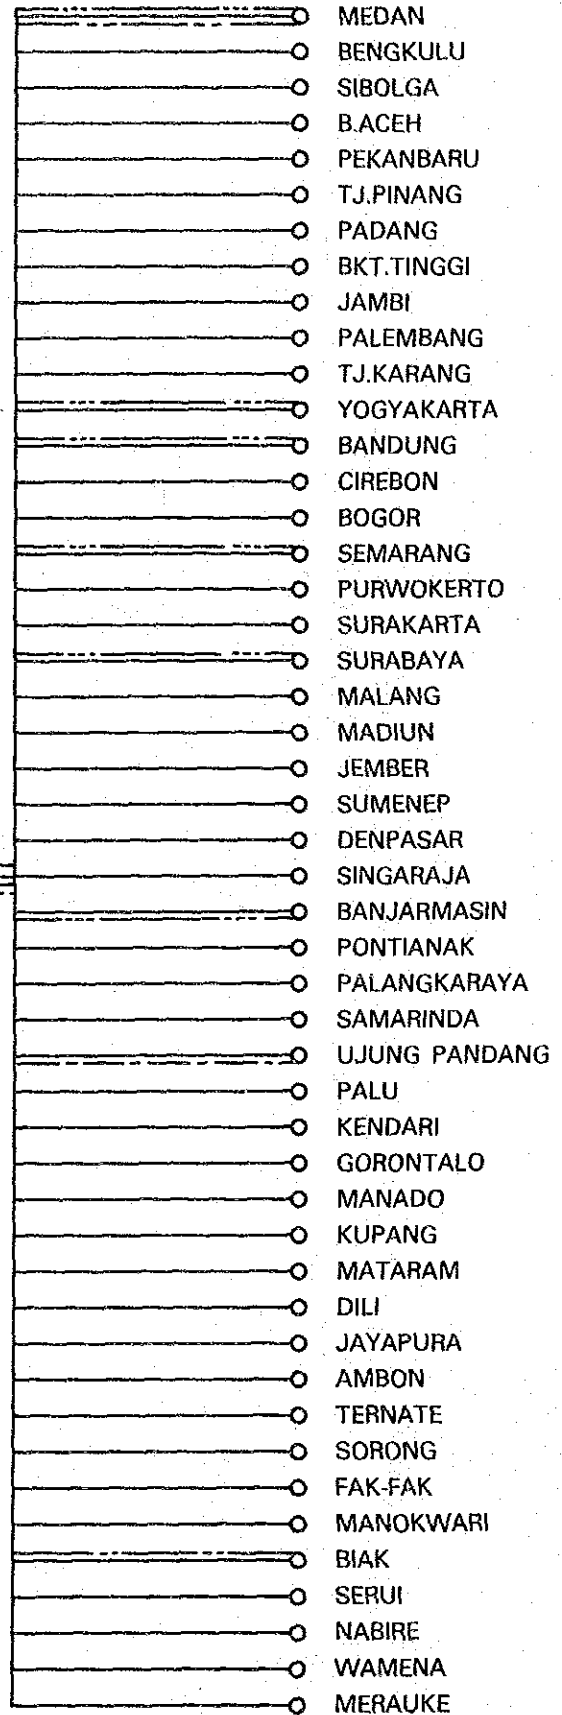 MEDAN
BENGKULU
SIBOLGA
B.ACEH
PEKANBARU
TJ.PINANG
PADANG
BKT.TINGGI
JAMBI
PALEMBANG
TJ.KARANG
YOGYAKARTA
BANDUNG
CIREBON
BOGOR
SEMARANG
PURWOKERTO
SURAKARTA
SURABAYA
MALANG
MADIUN
JEMBER
SUMENEP
DENPASAR
SINGARAJA
BANJARMASIN
PONTIANAK
PALANGKARAYA
SAMARINDA
UJUNG PANDANG
PALU
KENDARI
GORONTALO
MANADO
KUPANG
MATARAM
DILI
JAYAPURA
AMBON
TERNATE
SORONG
FAK-FAK
MANOKWARI
BIAK
SERUI
NABIRE
WAMENA
MERAUKE